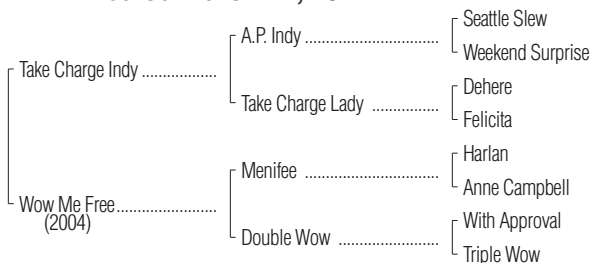 Seattle Slew
A.P. Indy
Weekend Surprise
Take Charge Indy
Dehere
Take Charge Lady
Felicita
Harlan
Menifee
Anne Campbell
Wow Me Free
(2004)
With Approval
Double Wow
Triple Wow